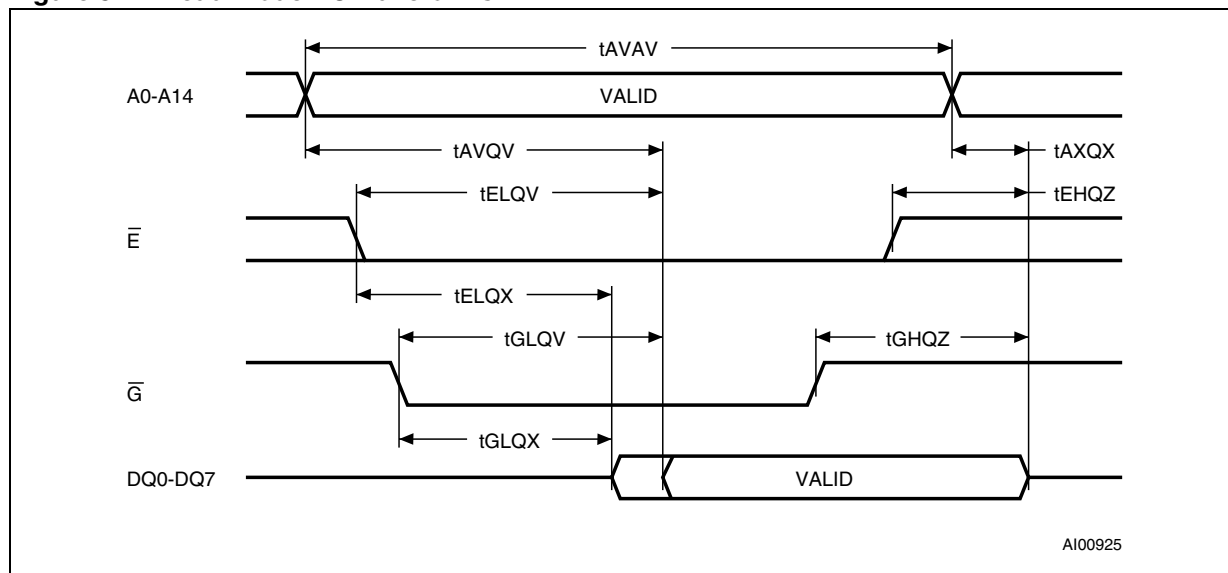 tAVAV
A0-A14
VALID
tAVQV
tAXQX
tELQV
tEHQZ
E̅
tELQX
tGLQV
tGHQZ
G̅
tGLQX
DQ0-DQ7
VALID
AI00925